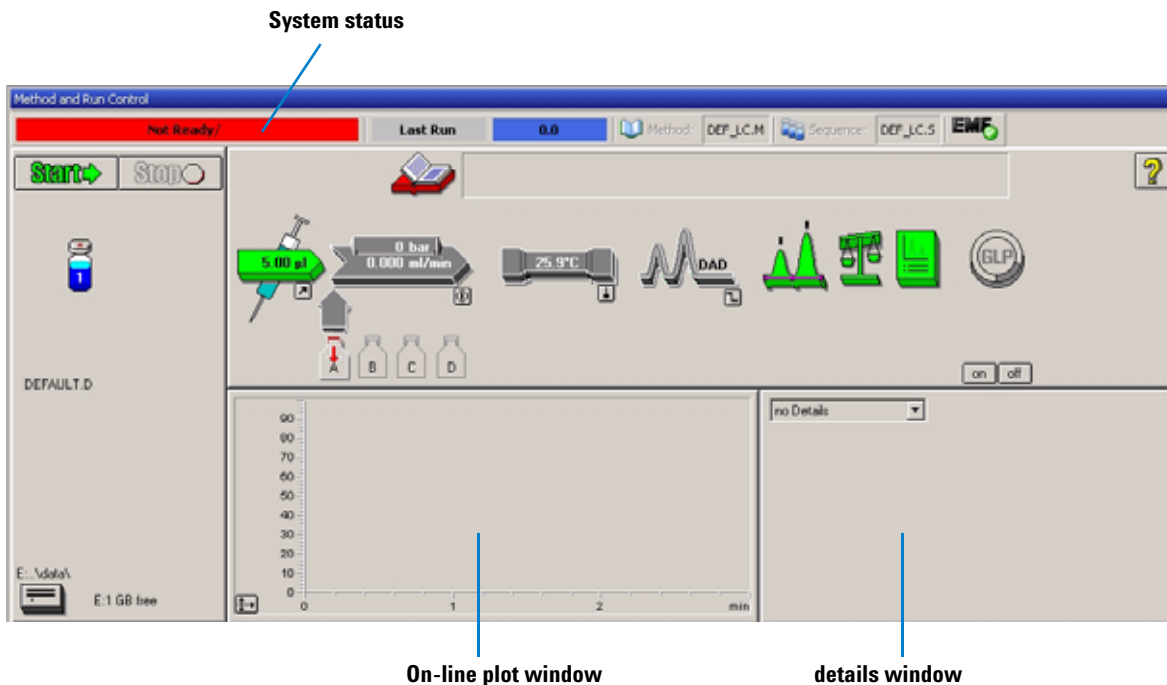 System status
Method and Run Control
Not Ready/
Last Run
0.0
Method:
DEF_LC.M
Sequence:
DEF_LC.S
EMF
Start
Stop
?
1
5.00 µl
0 bar
0.000 ml/min
25.9°C
DAD
GLP
A
B
C
D
on
off
DEFAULT.D
no Details
90
80
70
60
50
40
30
20
10
0
0
1
2
min
E:..\data\
E:1 GB free
On-line plot window
details window